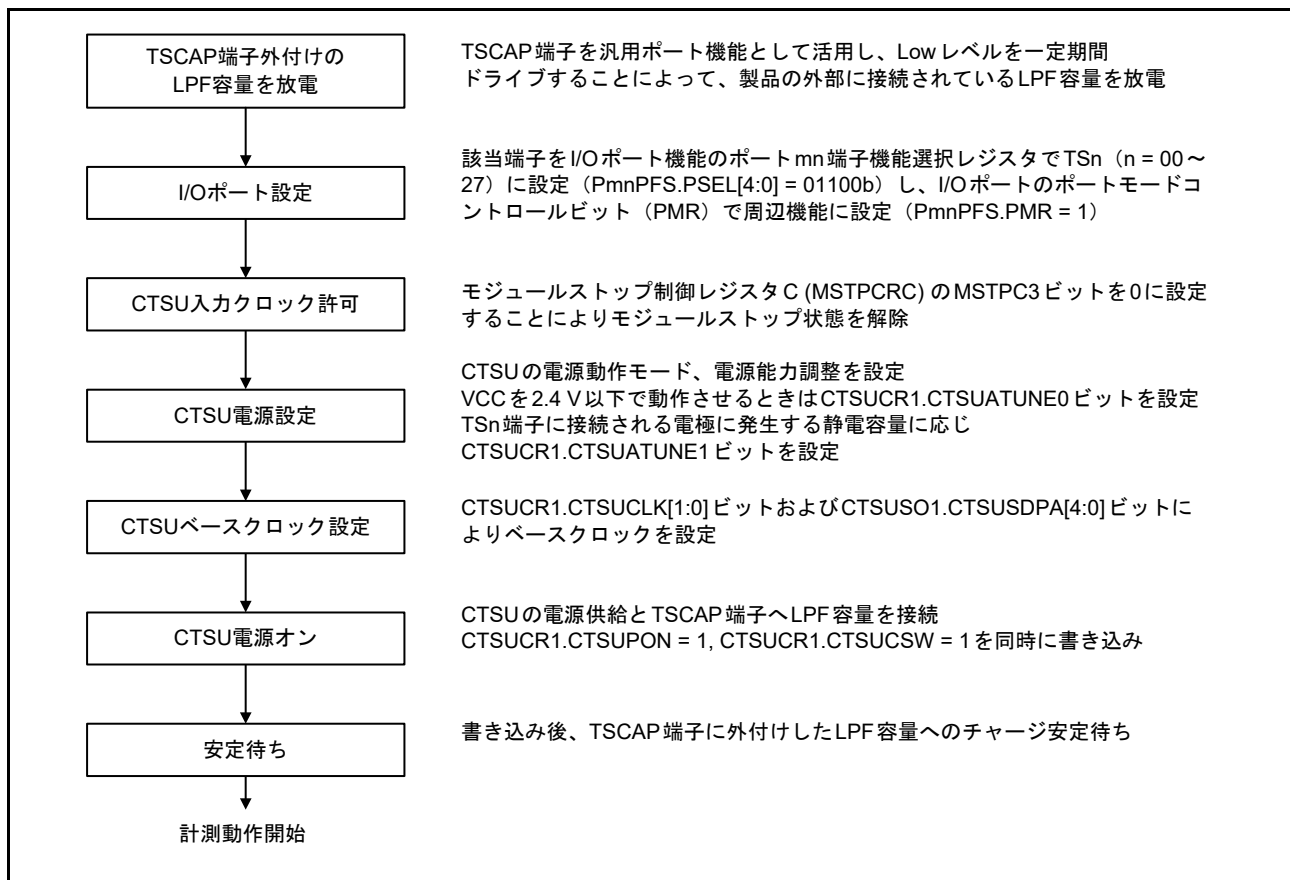 TSCAP端子外付けの
LPF容量を放電
TSCAP端子を汎用ポート機能として活用し、Lowレベルを一定期間
ドライブすることによって、製品の外部に接続されているLPF容量を放電
I/Oポート設定
該当端子をI/Oポート機能のポートmn端子機能選択レジスタでTSn（n = 00～
27）に設定（PmnPFS.PSEL[4:0] = 01100b）し、I/Oポートのポートモードコ
ントロールビット（PMR）で周辺機能に設定（PmnPFS.PMR = 1）
CTSU入力クロック許可
モジュールストップ制御レジスタC (MSTPCRC) のMSTPC3ビットを0に設定
することによりモジュールストップ状態を解除
CTSU電源設定
CTSUの電源動作モード、電源能力調整を設定
VCCを2.4 V以下で動作させるときはCTSUCR1.CTSUATUNE0ビットを設定
TSn端子に接続される電極に発生する静電容量に応じ
CTSUCR1.CTSUATUNE1ビットを設定
CTSUベースクロック設定
CTSUCR1.CTSUCLK[1:0]ビットおよびCTSUSO1.CTSUSDPA[4:0]ビットに
よりベースクロックを設定
CTSU電源オン
CTSUの電源供給とTSCAP端子へLPF容量を接続
CTSUCR1.CTSUPON = 1, CTSUCR1.CTSUCSW = 1を同時に書き込み
安定待ち
書き込み後、TSCAP端子に外付けしたLPF容量へのチャージ安定待ち
計測動作開始